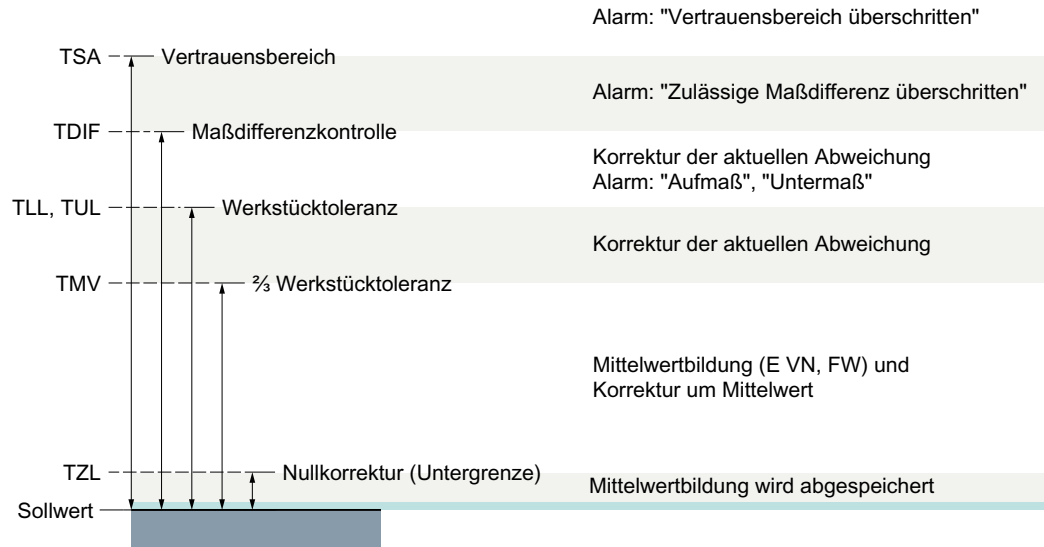 Alarm: "Vertrauensbereich überschritten"
TSA
Vertrauensbereich
Alarm: "Zulässige Maßdifferenz überschritten"
TDIF
Maßdifferenzkontrolle
Korrektur der aktuellen Abweichung
Alarm: "Aufmaß", "Untermaß"
TLL, TUL
Werkstücktoleranz
Korrektur der aktuellen Abweichung
TMV
⅔ Werkstücktoleranz
Mittelwertbildung (E VN, FW) und
Korrektur um Mittelwert
TZL
Nullkorrektur (Untergrenze)
Mittelwertbildung wird abgespeichert
Sollwert